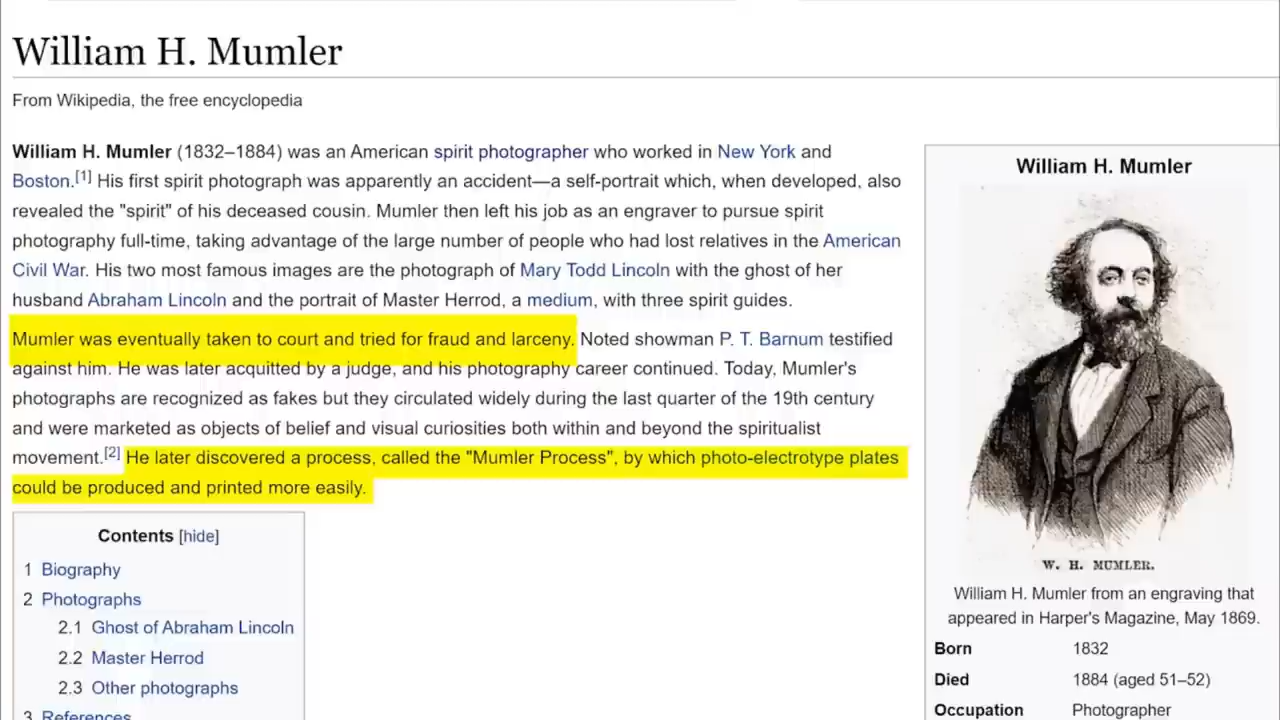 William H. Mumler
From Wikipedia, the free encyclopedia
William H. Mumler (1832–1884) was an American spirit photographer who worked in New York and
Boston.[1] His first spirit photograph was apparently an accident—a self-portrait which, when developed, also
revealed the "spirit" of his deceased cousin. Mumler then left his job as an engraver to pursue spirit
photography full-time, taking advantage of the large number of people who had lost relatives in the American
Civil War. His two most famous images are the photograph of Mary Todd Lincoln with the ghost of her
husband Abraham Lincoln and the portrait of Master Herrod, a medium, with three spirit guides.
Mumler was eventually taken to court and tried for fraud and larceny. Noted showman P. T. Barnum testified
against him. He was later acquitted by a judge, and his photography career continued. Today, Mumler's
photographs are recognized as fakes but they circulated widely during the last quarter of the 19th century
and were marketed as objects of belief and visual curiosities both within and beyond the spiritualist
movement.[2] He later discovered a process, called the "Mumler Process", by which photo-electrotype plates
could be produced and printed more easily.
Contents [hide]
1 Biography
2 Photographs
2.1 Ghost of Abraham Lincoln
2.2 Master Herrod
2.3 Other photographs
3 References
William H. Mumler
W. H. MUMLER.
William H. Mumler from an engraving that
appeared in Harper's Magazine, May 1869.
Born 1832
Died 1884 (aged 51–52)
Occupation Photographer